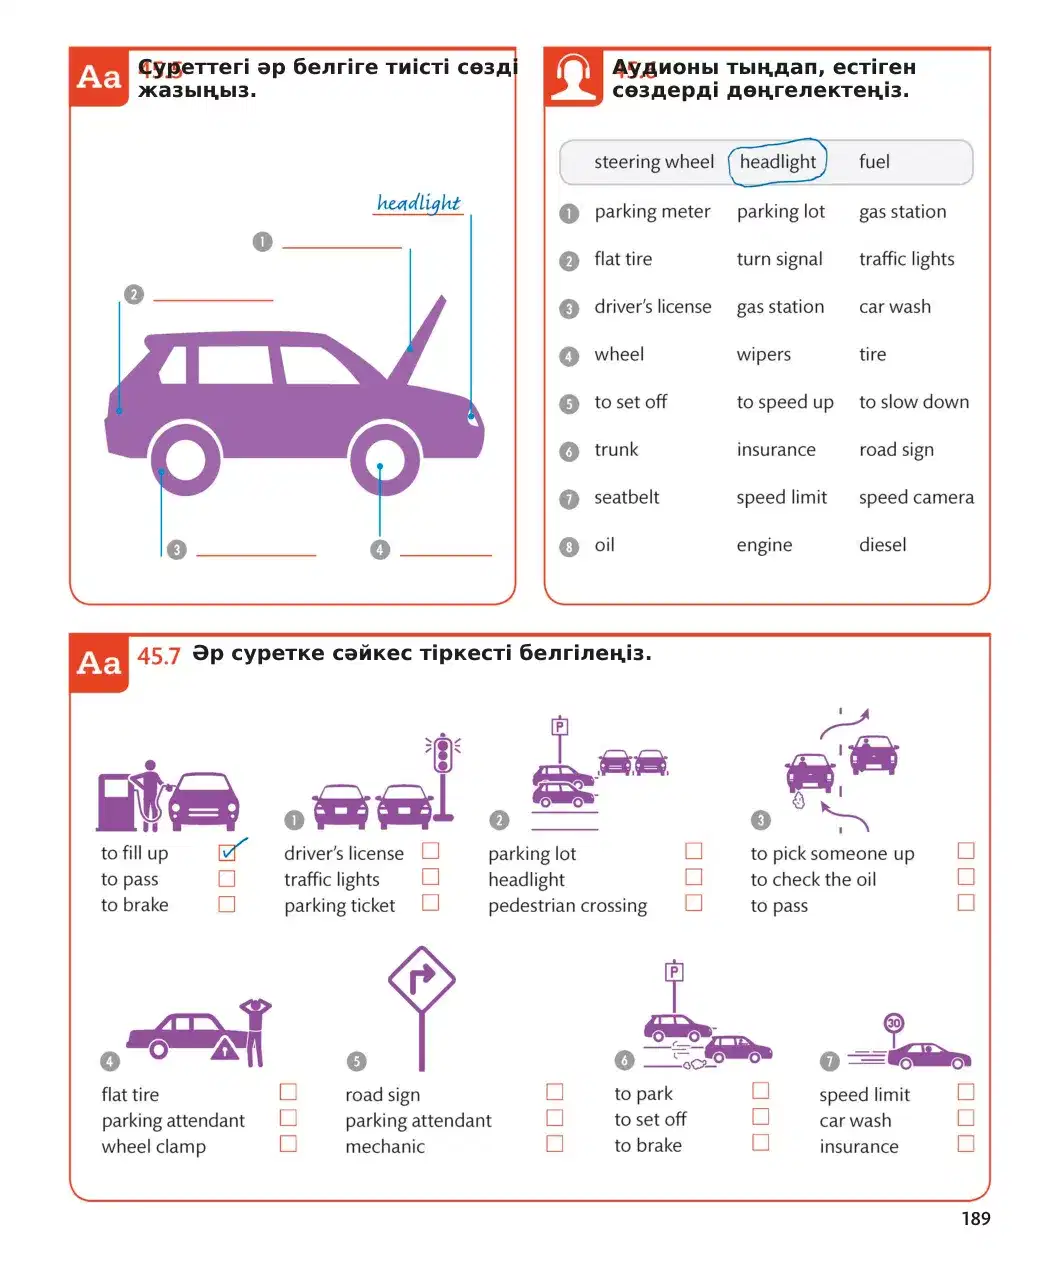 Aa
45.5 Суреттегі әр белгіге тиісті сөзді
жазыңыз.
headlight
1
2
3
4
45.6 Аудионы тыңдап, естіген
сөздерді дөңгелектеңіз.
steering wheel headlight fuel
1 parking meter parking lot gas station
2 flat tire turn signal traffic lights
3 driver’s license gas station car wash
4 wheel wipers tire
5 to set off to speed up to slow down
6 trunk insurance road sign
7 seatbelt speed limit speed camera
8 oil engine diesel
Aa 45.7 Әр суретке сәйкес тіркесті белгілеңіз.
to fill up
to pass
to brake
P
1
driver’s license
traffic lights
parking ticket
2
parking lot
headlight
pedestrian crossing
3
to pick someone up
to check the oil
to pass
4
flat tire
parking attendant
wheel clamp
5
road sign
parking attendant
mechanic
P
6
to park
to set off
to brake
30
7
speed limit
car wash
insurance
189